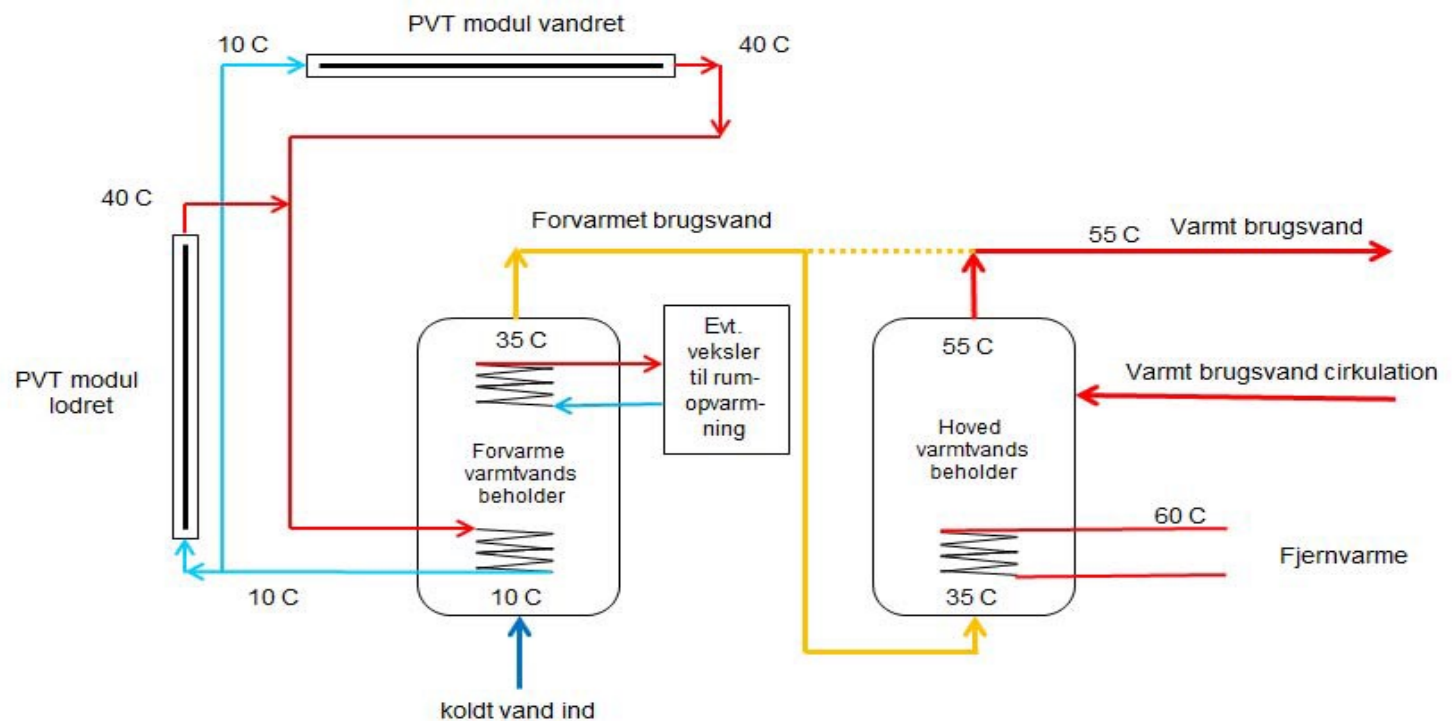 PVT modul vandret
10 C
40 C
40 C
Forvarmet brugsvand
55 C
Varmt brugsvand
35 C
Evt.
veksler
til rum-
opvarm-
ning
55 C
PVT modul
lodret
Varmt brugsvand cirkulation
Forvarme
varmtvands
beholder
Hoved
varmtvands
beholder
60 C
Fjernvarme
10 C
10 C
35 C
koldt vand ind